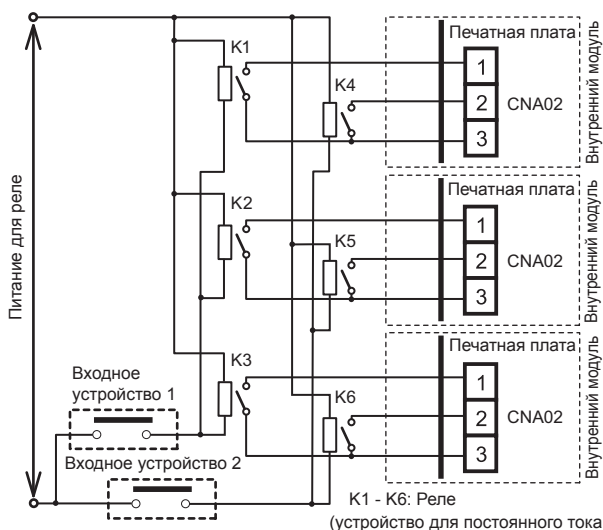 Питание для реле
K1
K4
K2
K5
K3
K6
Входное
устройство 1
Входное устройство 2
Печатная плата
1
2
3
CNA02
Внутренний модуль
Печатная плата
1
2
3
CNA02
Внутренний модуль
Печатная плата
1
2
3
CNA02
Внутренний модуль
K1 - K6: Реле
(устройство для постоянного тока